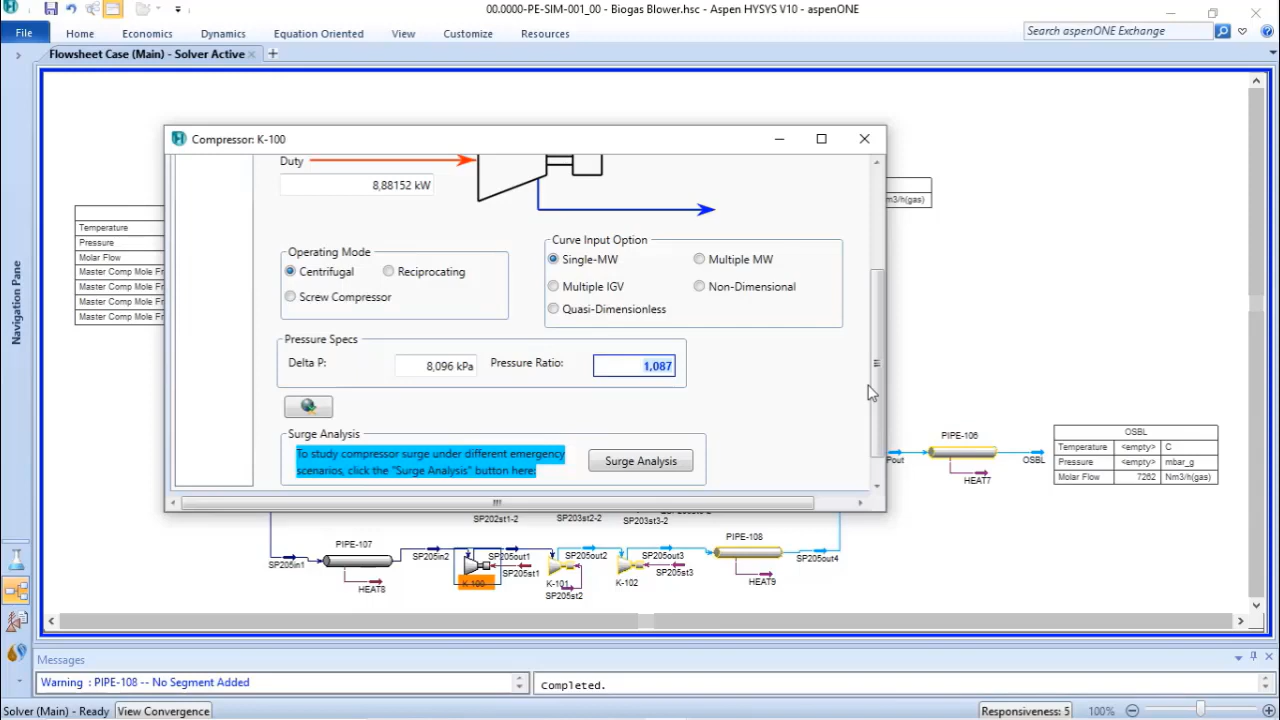 00.0000-PE-SIM-001_00 - Biogas Blower.hsc - Aspen HYSYS V10 - aspenONE
File
Home
Economics
Dynamics
Equation Oriented
View
Customize
Resources
Search aspenONE Exchange
Flowsheet Case (Main) - Solver Active
Navigation Pane
Compressor: K-100
Duty
8,88152 kW
m3/h(gas)
Temperature
Pressure
Molar Flow
Master Comp Mole Fr
Master Comp Mole Fr
Master Comp Mole Fr
Master Comp Mole Fr
Operating Mode
Centrifugal
Reciprocating
Screw Compressor
Curve Input Option
Single-MW
Multiple MW
Multiple IGV
Non-Dimensional
Quasi-Dimensionless
Pressure Specs
Delta P:
8,096 kPa
Pressure Ratio:
1,087
Surge Analysis
To study compressor surge under different emergency
scenarios, click the "Surge Analysis" button here:
Surge Analysis
Pout
PIPE-106
HEAT7
OSBL
OSBL
Temperature <empty> C
Pressure <empty> mbar_g
Molar Flow 7262 Nm3/h(gas)
SP202st1-2
SP203st2-2
SP203st3-2
SP205in1
PIPE-107
HEAT8
SP205in2
K-100
SP205out1
SP205st1
K-101
SP205st2
SP205out2
K-102
SP205out3
SP205st3
PIPE-108
HEAT9
SP205out4
Messages
Warning : PIPE-108 -- No Segment Added
Completed.
Solver (Main) - Ready
View Convergence
Responsiveness: 5
100%